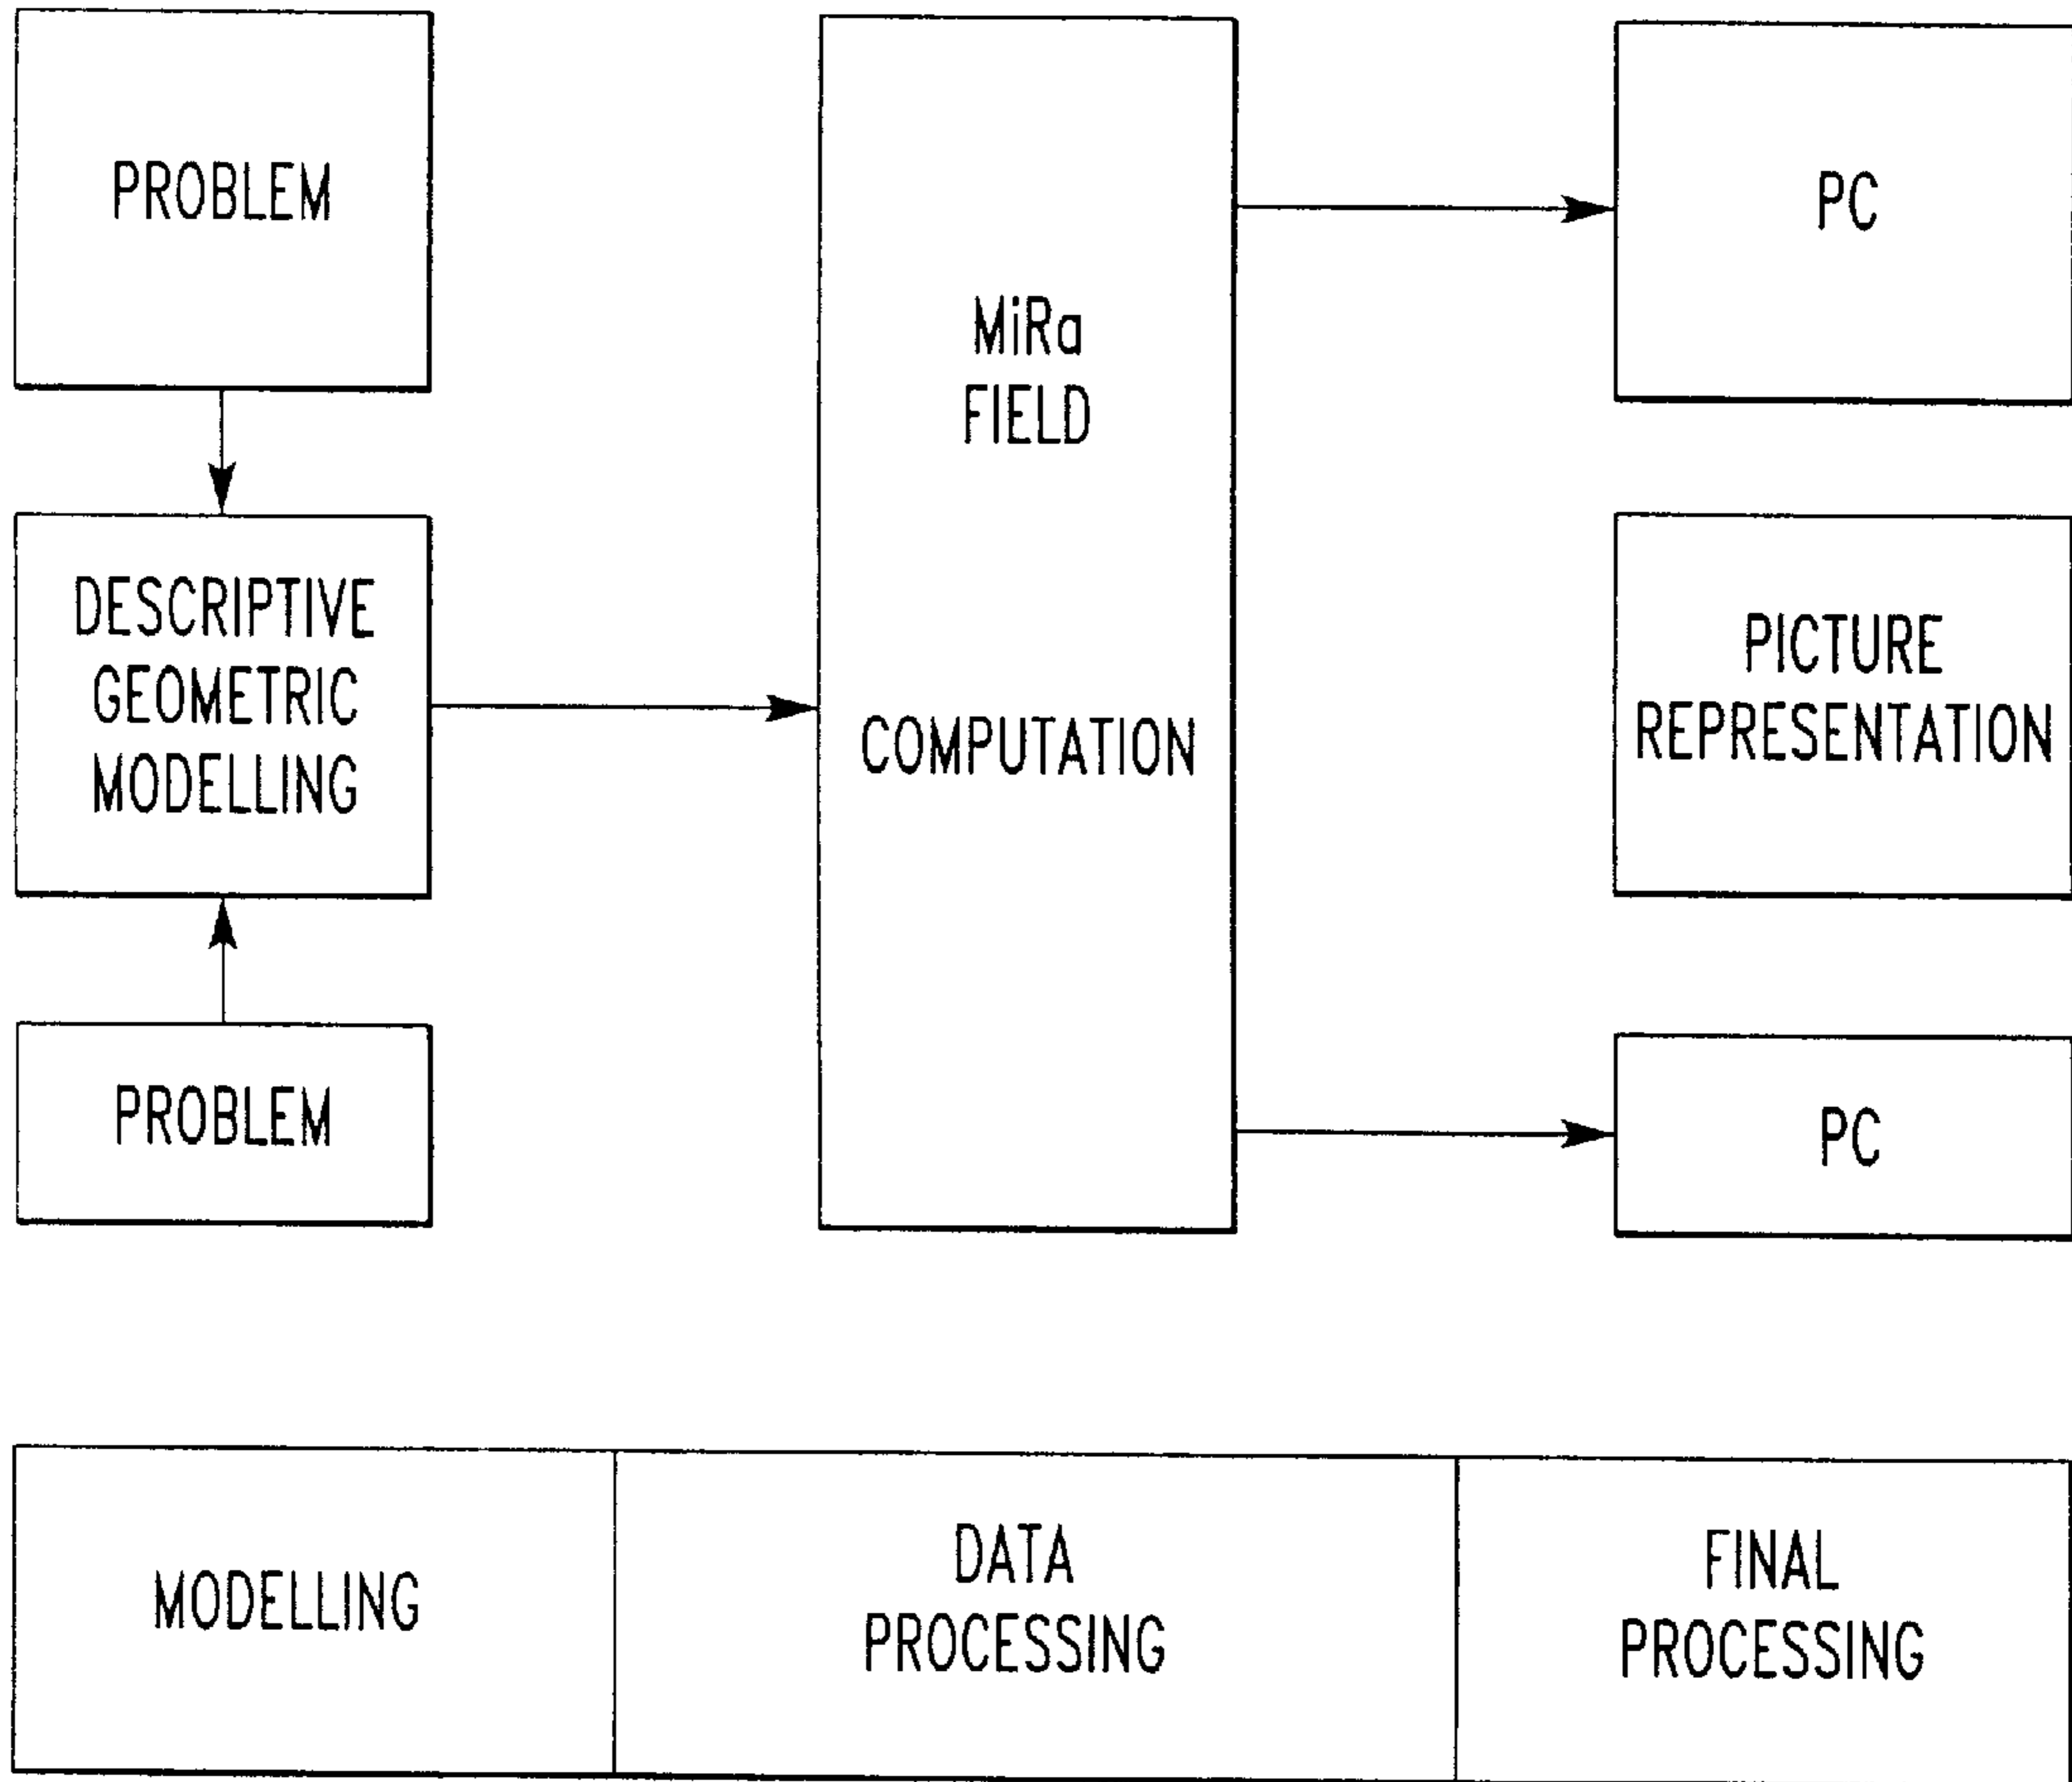 PROBLEM
DESCRIPTIVE
GEOMETRIC
MODELLING
PROBLEM
MiRa
FIELD
COMPUTATION
PC
PICTURE
REPRESENTATION
PC
MODELLING
DATA
PROCESSING
FINAL
PROCESSING